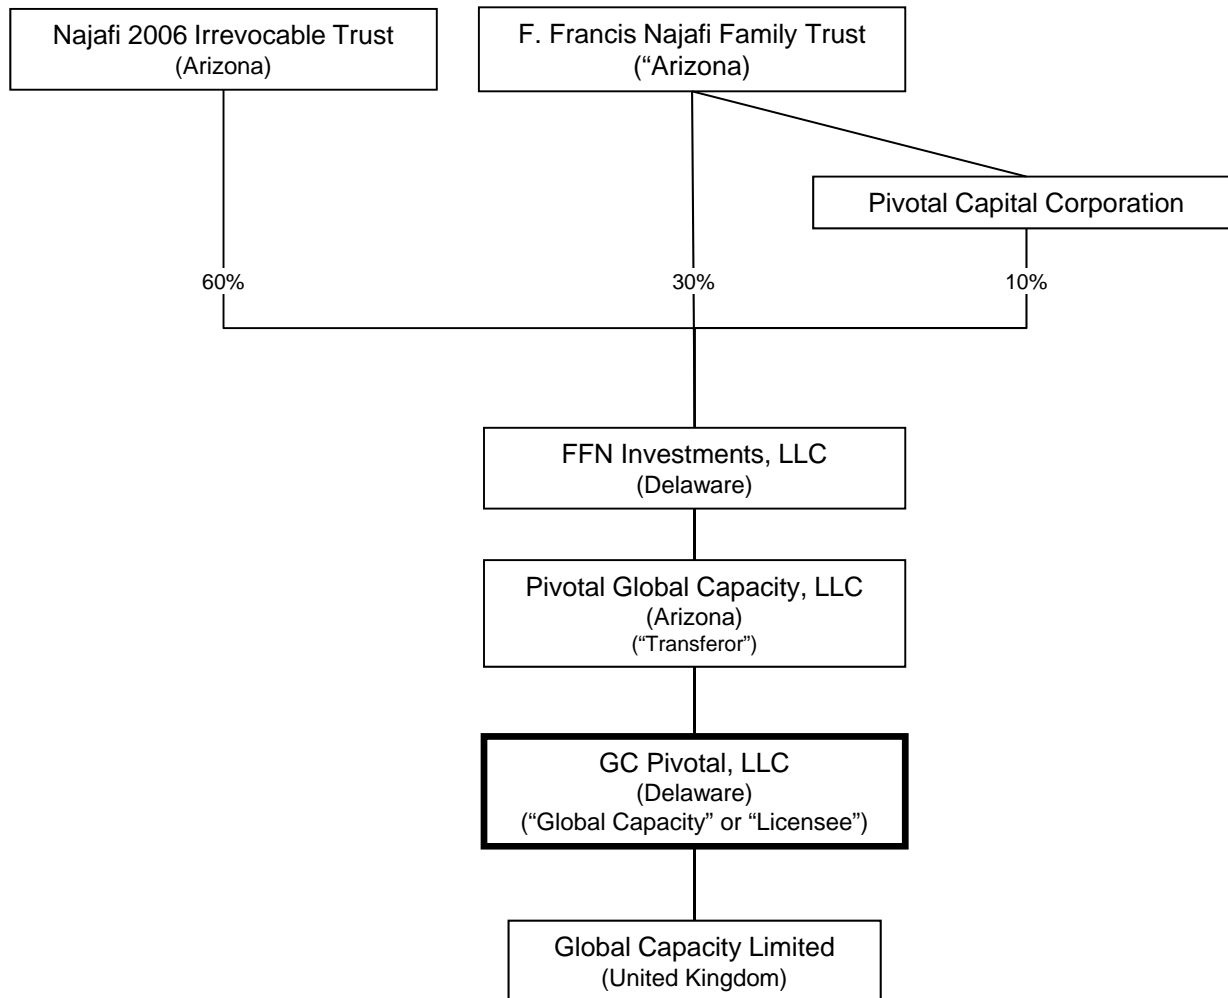 Najafi 2006 Irrevocable Trust
(Arizona)
F. Francis Najafi Family Trust
(“Arizona)
Pivotal Capital Corporation
60%
30%
10%
FFN Investments, LLC
(Delaware)
Pivotal Global Capacity, LLC
(Arizona)
(“Transferor”)
GC Pivotal, LLC
(Delaware)
(“Global Capacity” or “Licensee”)
Global Capacity Limited
(United Kingdom)